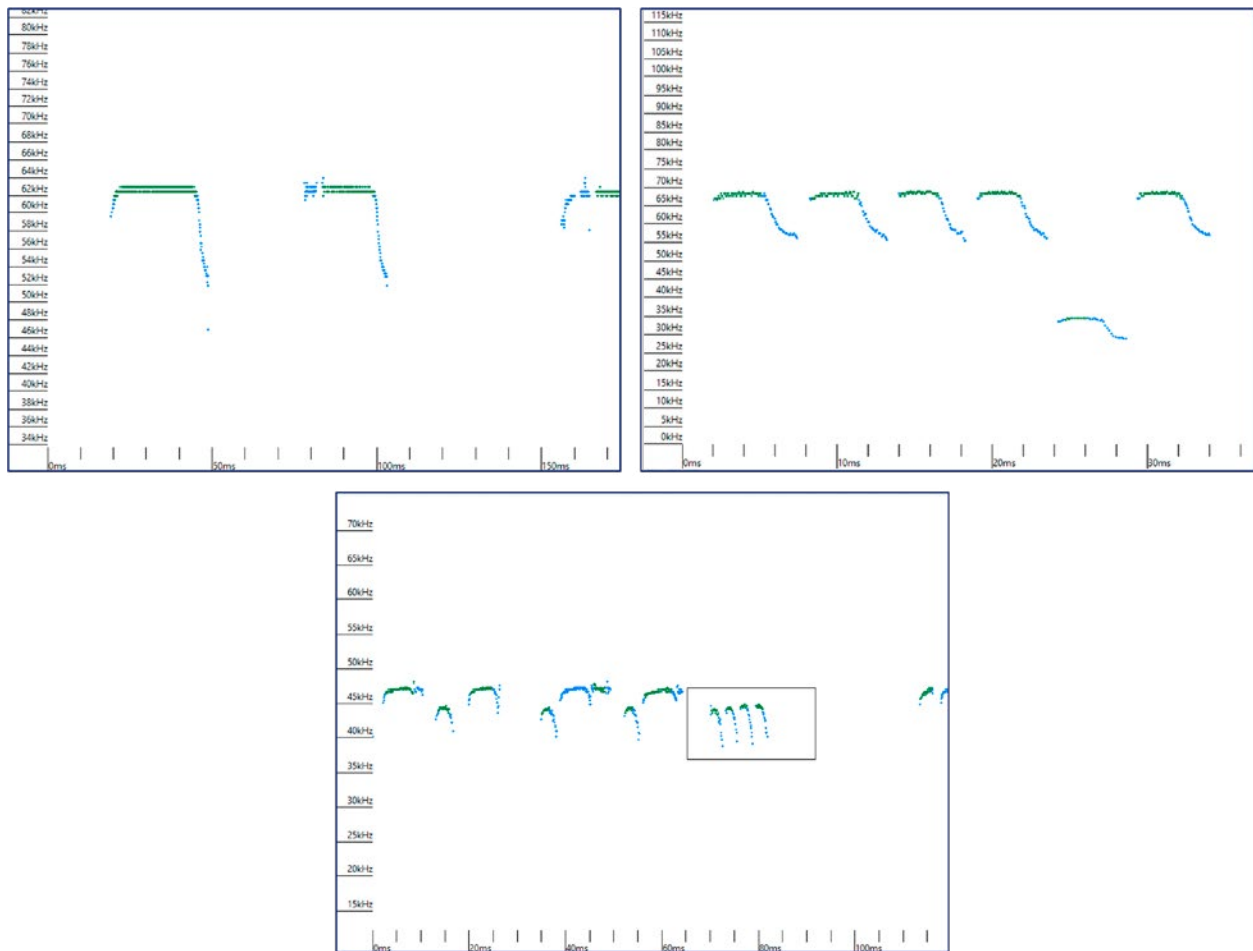 82kHz
80kHz
78kHz
76kHz
74kHz
72kHz
70kHz
68kHz
66kHz
64kHz
62kHz
60kHz
58kHz
56kHz
54kHz
52kHz
50kHz
48kHz
46kHz
44kHz
42kHz
40kHz
38kHz
36kHz
34kHz
0ms 50ms 100ms 150ms
115kHz
110kHz
105kHz
100kHz
95kHz
90kHz
85kHz
80kHz
75kHz
70kHz
65kHz
60kHz
55kHz
50kHz
45kHz
40kHz
35kHz
30kHz
25kHz
20kHz
15kHz
10kHz
5kHz
0kHz
0ms 10ms 20ms 30ms
70kHz
65kHz
60kHz
55kHz
50kHz
45kHz
40kHz
35kHz
30kHz
25kHz
20kHz
15kHz
0ms 20ms 40ms 60ms 80ms 100ms